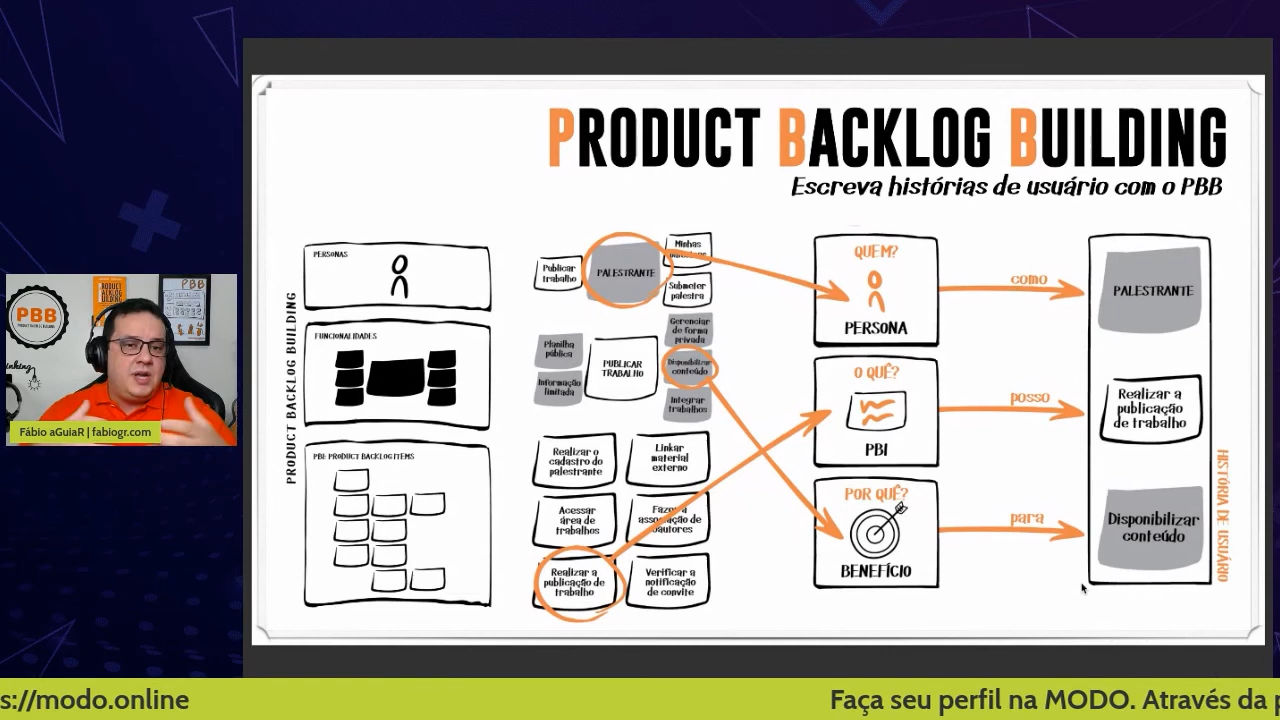 PRODUCT BACKLOG BUILDING
Escreva histórias de usuário com o PBB
PRODUCT BACKLOG BUILDING
PERSONAS
FUNCIONALIDADES
PBI: PRODUCT BACKLOG ITEMS
Publicar
trabalho
PALESTRANTE
Minhas
Submeter
palestra
Planilha
pública
Informação
limitada
PUBLICAR
TRABALHO
Gerenciar
de forma
privada
Disponibilizar
conteúdo
Integrar
trabalhos
Realizar o
cadastro do
palestrante
Linkar
material
externo
Acessar
área de
trabalhos
Fazer a
associação de
coautores
Realizar a
publicação de
trabalho
Verificar a
notificação
de convite
QUEM?
PERSONA
O QUÊ?
PBI
POR QUÊ?
BENEFÍCIO
como
posso
para
PALESTRANTE
Realizar a
publicação
de trabalho
Disponibilizar
conteúdo
HISTÓRIA DE USUÁRIO
PBB
PRODUCT BACKLOG BUILDING
PBB
Fábio aGuiaR | fabiogr.com
s://modo.online
Faça seu perfil na MODO. Através da p